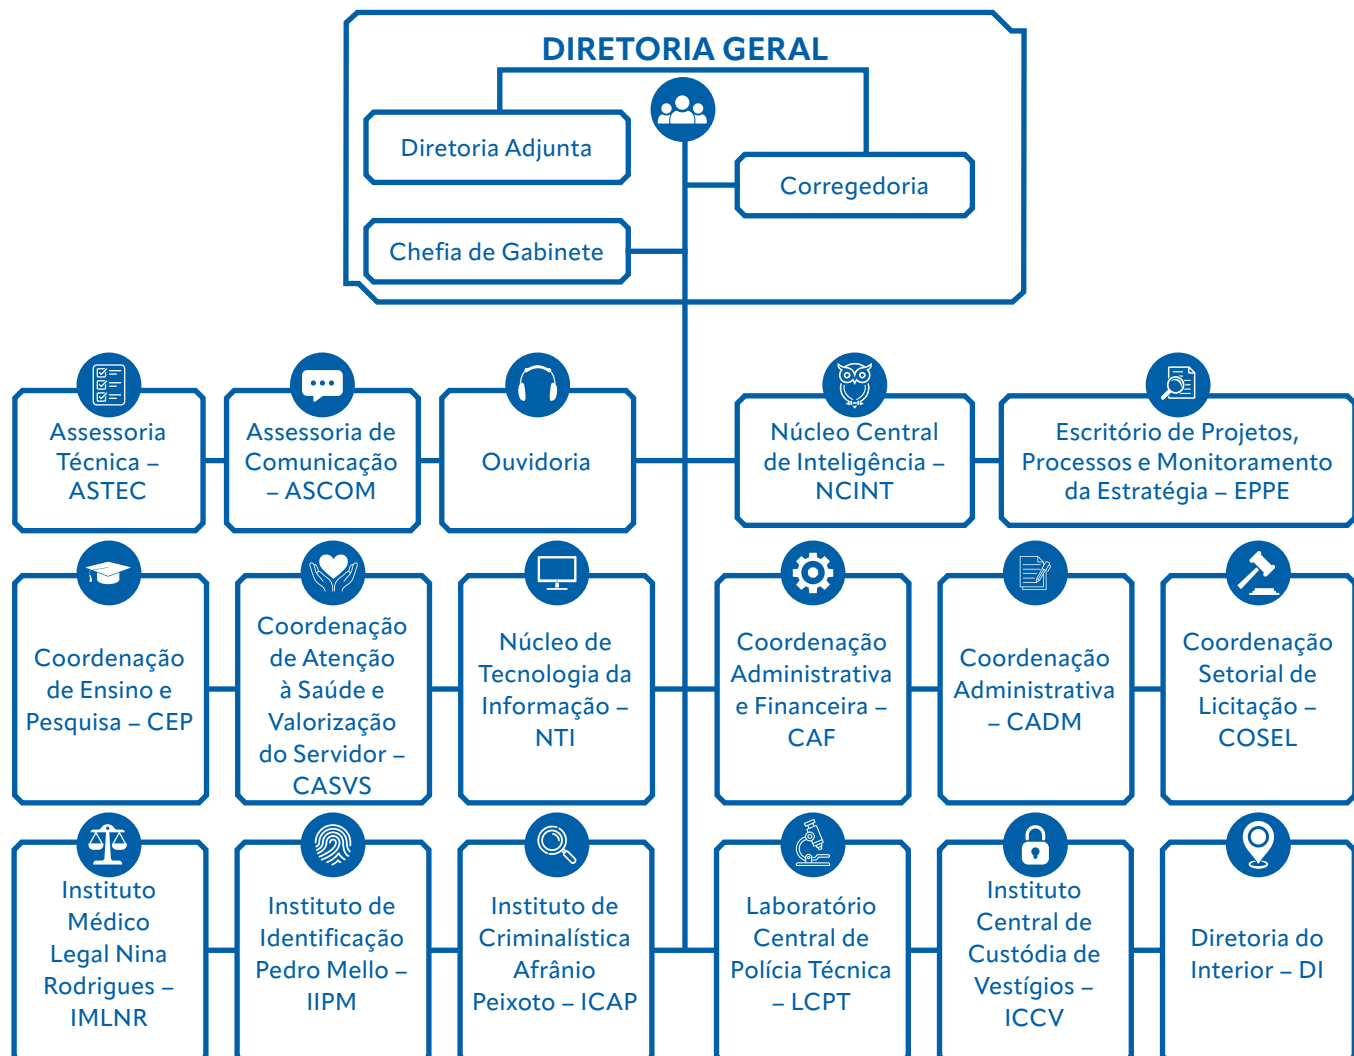 DIRETORIA GERAL
Diretoria Adjunta
Corregedoria
Chefia de Gabinete
Assessoria
Técnica –
ASTEC
Assessoria de
Comunicação
– ASCOM
Ouvidoria
Núcleo Central
de Inteligência –
NCINT
Escritório de Projetos,
Processos e Monitoramento
da Estratégia – EPPE
Coordenação
de Ensino e
Pesquisa – CEP
Coordenação
de Atenção
à Saúde e
Valorização
do Servidor –
CASVS
Núcleo de
Tecnologia da
Informação –
NTI
Coordenação
Administrativa
e Financeira –
CAF
Coordenação
Administrativa
– CADM
Coordenação
Setorial de
Licitação –
COSEL
Instituto
Médico
Legal Nina
Rodrigues –
IMLNR
Instituto de
Identificação
Pedro Mello –
IIPM
Instituto de
Criminalística
Afrânio
Peixoto – ICAP
Laboratório
Central de
Polícia Técnica
– LCPT
Instituto
Central de
Custódia de
Vestígios –
ICCV
Diretoria do
Interior – DI